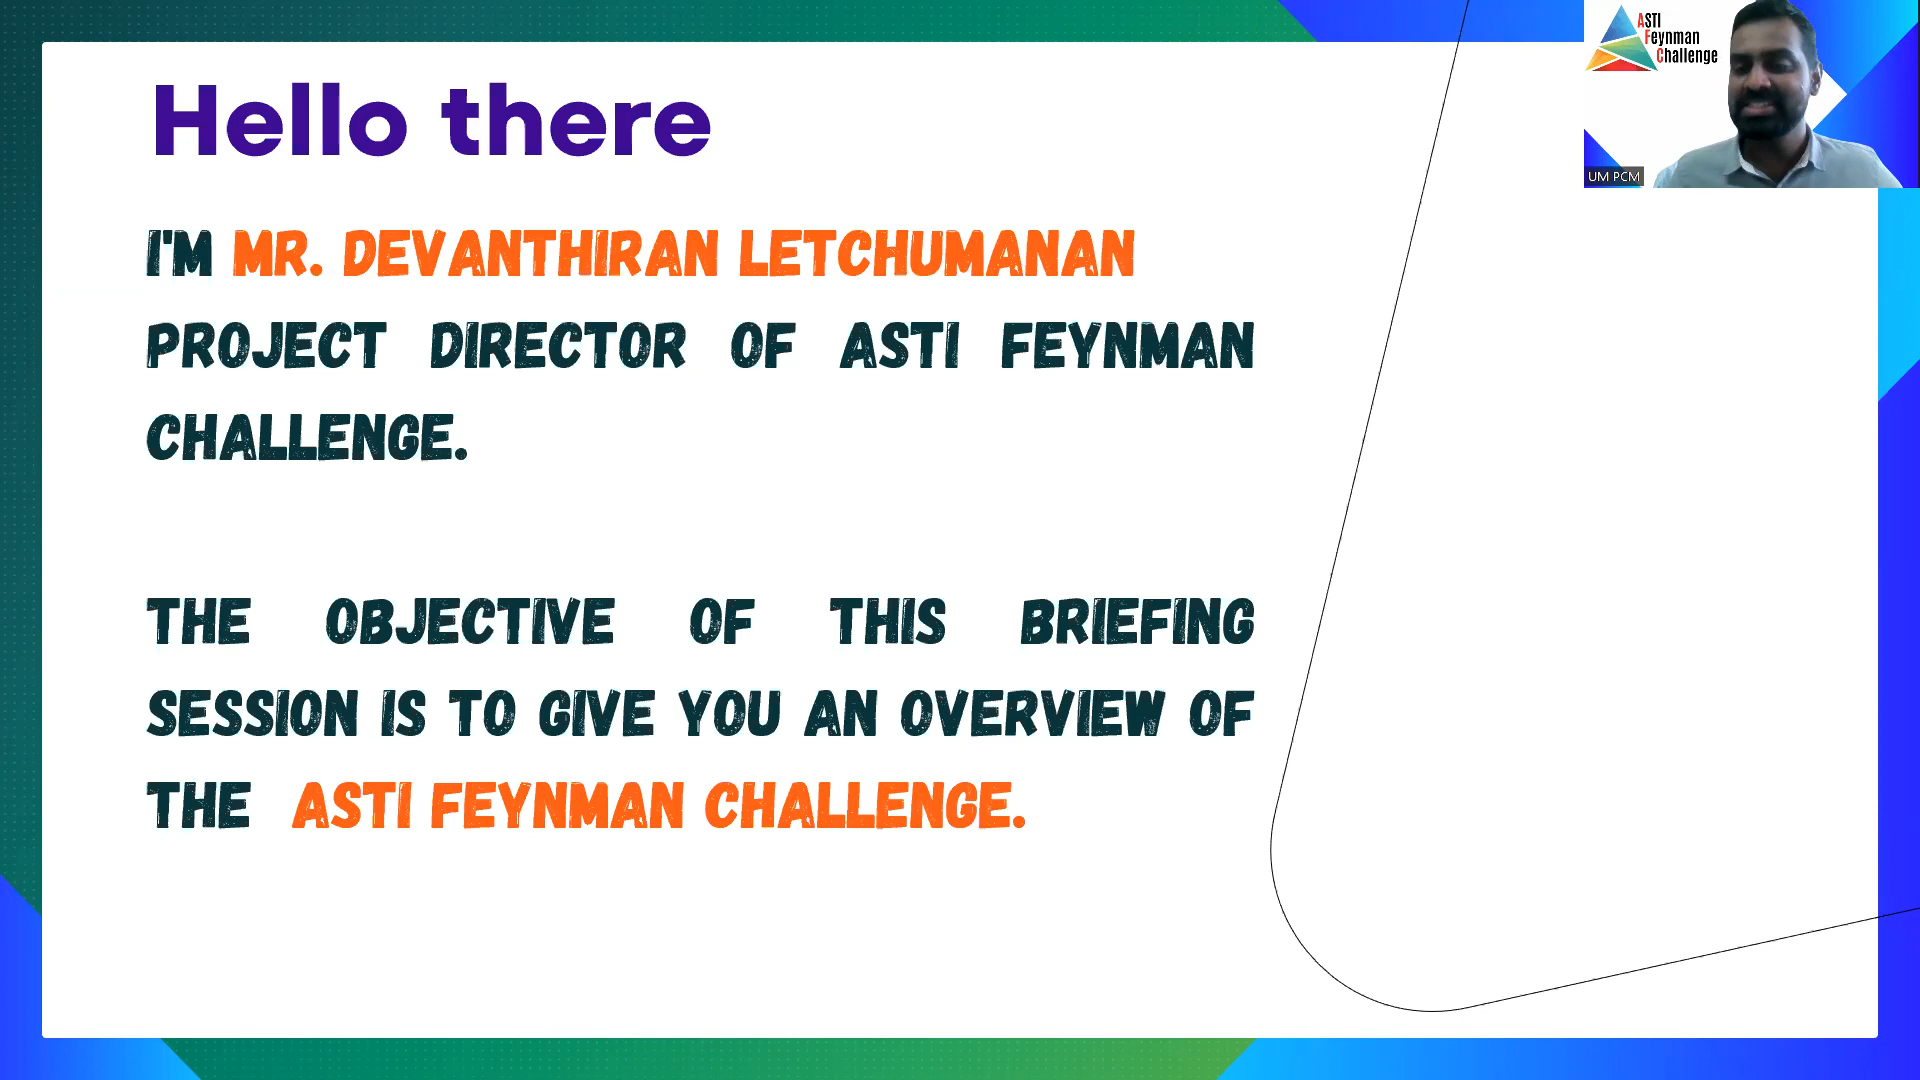 Hello there
I'M MR. DEVANTHIRAN LETCHUMANAN
PROJECT DIRECTOR OF ASTI FEYNMAN
CHALLENGE.
THE OBJECTIVE OF THIS BRIEFING
SESSION IS TO GIVE YOU AN OVERVIEW OF
THE ASTI FEYNMAN CHALLENGE.
ASTI
Feynman
Challenge
UM PCM